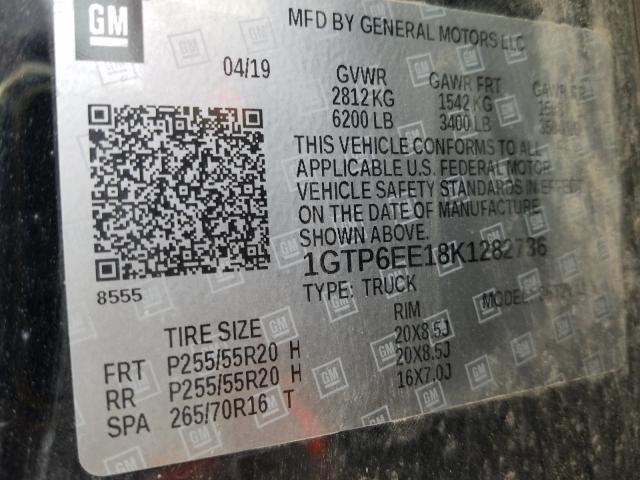 GM
MFD BY GENERAL MOTORS LLC
04/19
GVWR GAWR FRT GAWR RR
2812 KG 1542 KG
6200 LB 3400 LB
THIS VEHICLE CONFORMS TO ALL
APPLICABLE U.S. FEDERAL MOTOR
VEHICLE SAFETY STANDARDS IN EFFECT
ON THE DATE OF MANUFACTURE
SHOWN ABOVE.
1GTP6EE18K1282736
8555
TYPE: TRUCK MODEL:
TIRE SIZE RIM
FRT P255/55R20 H 20X8.5J
RR P255/55R20 H 20X8.5J
SPA 265/70R16 T 16X7.0J